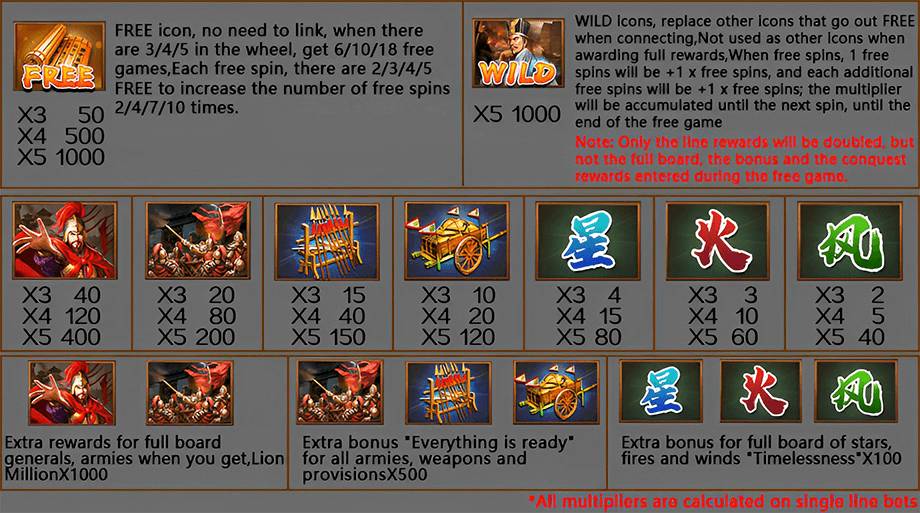 FREE
X3 50
X4 500
X5 1000
FREE icon, no need to link, when there
are 3/4/5 in the wheel, get 6/10/18 free
games,Each free spin, there are 2/3/4/5
FREE to increase the number of free spins
2/4/7/10 times.
WILD
X5 1000
WILD Icons, replace other Icons that go out FREE
when connecting,Not used as other Icons when
awarding full rewards,When free spins, 1 free
spins will be +1 x free spins, and each additional
free spins will be +1 x free spins; the multiplier
will be accumulated until the next spin, until the
end of the free game
Note: Only the line rewards will be doubled, but
not the full board, the bonus and the conquest
rewards entered during the free game.
X3 40
X4 120
X5 400
X3 20
X4 80
X5 200
X3 15
X4 40
X5 150
X3 10
X4 20
X5 120
星
X3 4
X4 15
X5 80
火
X3 3
X4 10
X5 60
风
X3 2
X4 5
X5 40
Extra rewards for full board
generals, armies when you get,Lion
MillionX1000
Extra bonus "Everything is ready"
for all armies, weapons and
provisionsX500
星 火 风
Extra bonus for full board of stars,
fires and winds "Timelessness"X100
*All multipliers are calculated on single line bets